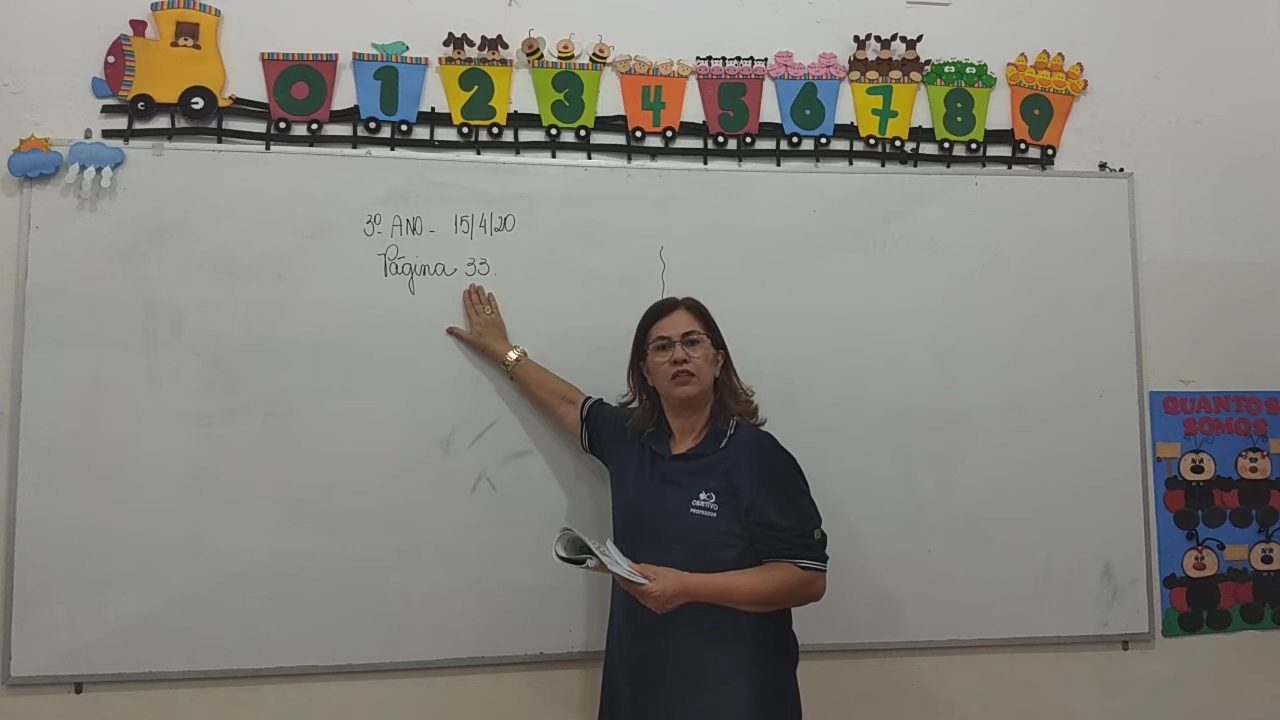 0 1 2 3 4 5 6 7 8 9
3º ANO - 15/4/20
Página 33.
QUANTOS
SOMOS
OBJETIVO
PROFESSOR